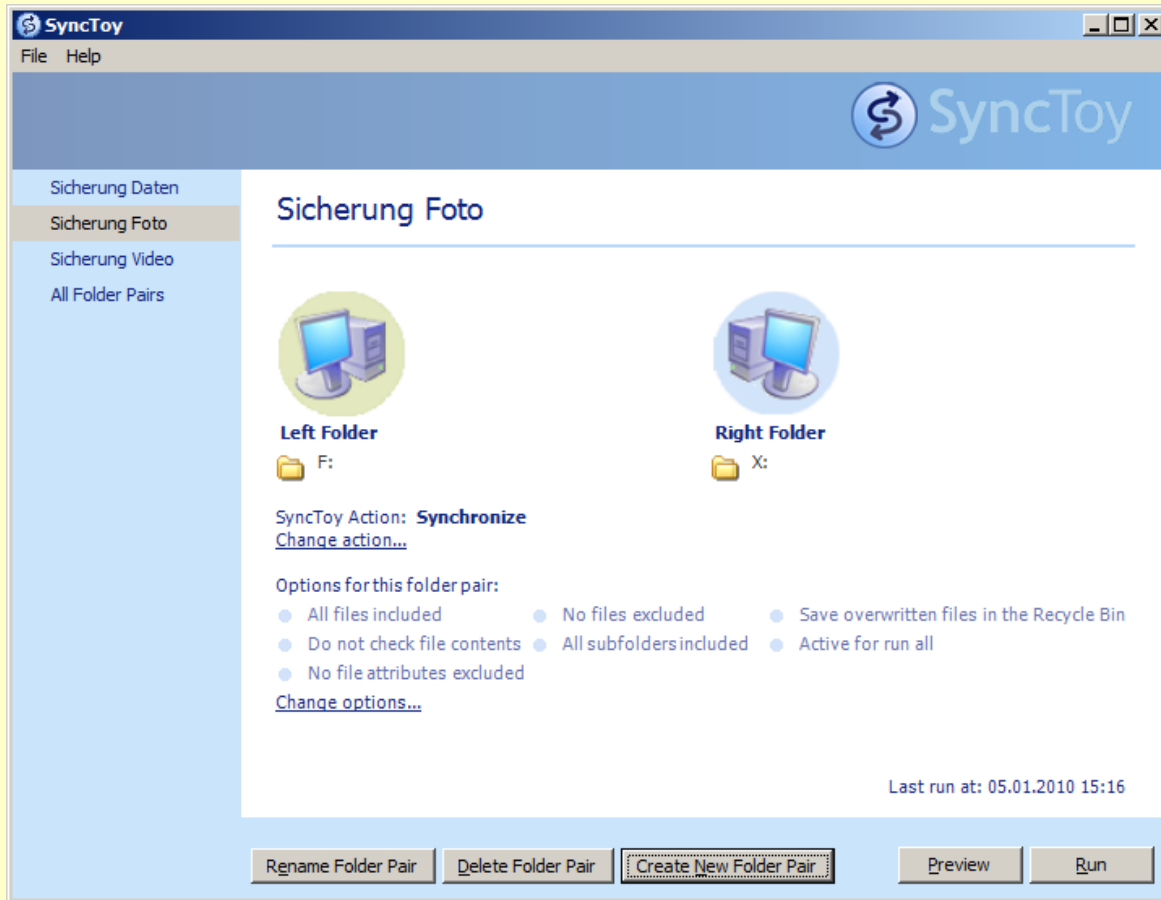 SyncToy
File Help
SyncToy
Sicherung Daten
Sicherung Foto
Sicherung Video
All Folder Pairs
Sicherung Foto
Left Folder
F:
Right Folder
X:
SyncToy Action: Synchronize
Change action...
Options for this folder pair:
All files included No files excluded Save overwritten files in the Recycle Bin
Do not check file contents All subfolders included Active for run all
No file attributes excluded
Change options...
Last run at: 05.01.2010 15:16
Rename Folder Pair Delete Folder Pair Create New Folder Pair Preview Run